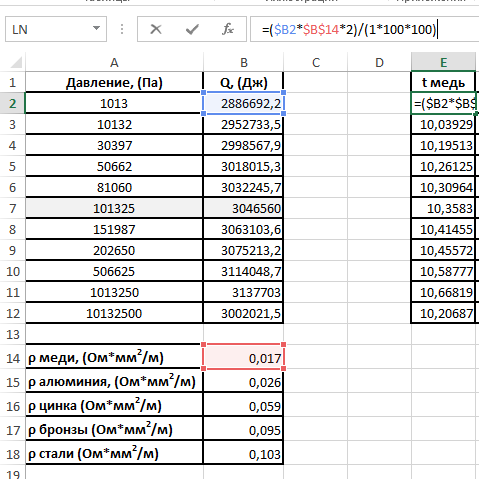 LN =($B2*$B$14*2)/(1*100*100)
A B C D E
1 Давление, (Па) Q, (Дж) t медь
2 1013 2886692,2 =($B2*$B$
3 10132 2952733,5 10,03929
4 30397 2998567,9 10,19513
5 50662 3018015,3 10,26125
6 81060 3032245,7 10,30964
7 101325 3046560 10,3583
8 151987 3063103,6 10,41455
9 202650 3075213,2 10,45572
10 506625 3114048,7 10,58777
11 1013250 3137703 10,66819
12 10132500 3002021,5 10,20687
13
14 ρ меди, (Ом*мм²/м) 0,017
15 ρ алюминия, (Ом*мм²/м) 0,026
16 ρ цинка (Ом*мм²/м) 0,059
17 ρ бронзы (Ом*мм²/м) 0,095
18 ρ стали (Ом*мм²/м) 0,103
19